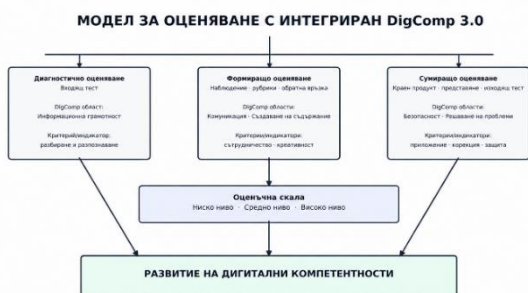 МОДЕЛ ЗА ОЦЕНЯВАНЕ С ИНТЕГРИРАН DigComp 3.0
Диагностично оценяване
Входящ тест
DigComp област:
Информационна грамотност
Критерий/индикатор:
разбиране и разпознаване
Формиращо оценяване
Наблюдение · рубрики · обратна връзка
DigComp области:
Комуникация · Създаване на съдържание
Критерии/индикатори:
сътрудничество · креативност
Сумиращо оценяване
Краен продукт · представяне · изходящ тест
DigComp области:
Безопасност · Решаване на проблеми
Критерии/индикатори:
приложение · корекция · защита
Оценъчна скала
Ниско ниво · Средно ниво · Високо ниво
РАЗВИТИЕ НА ДИГИТАЛНИ КОМПЕТЕНТНОСТИ